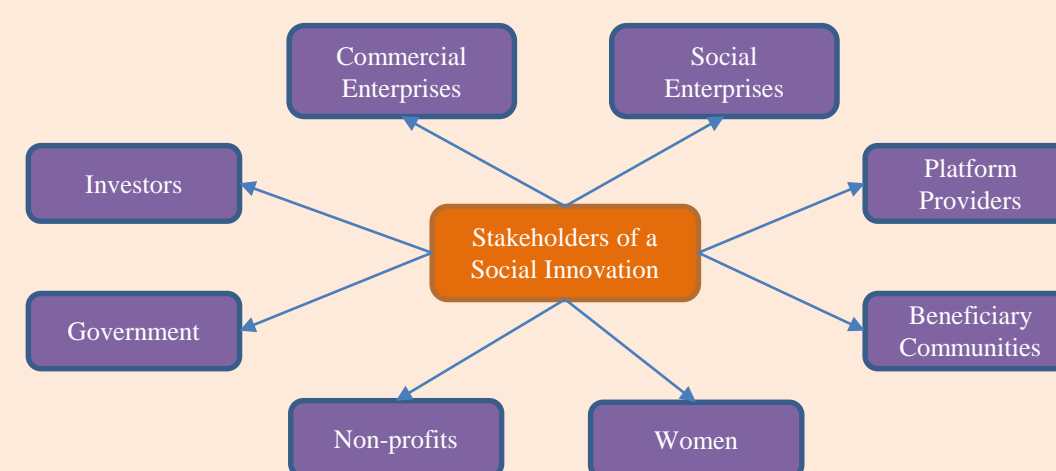 Commercial
Enterprises
Social
Enterprises
Investors
Platform
Providers
Stakeholders of a
Social Innovation
Government
Beneficiary
Communities
Non-profits
Women